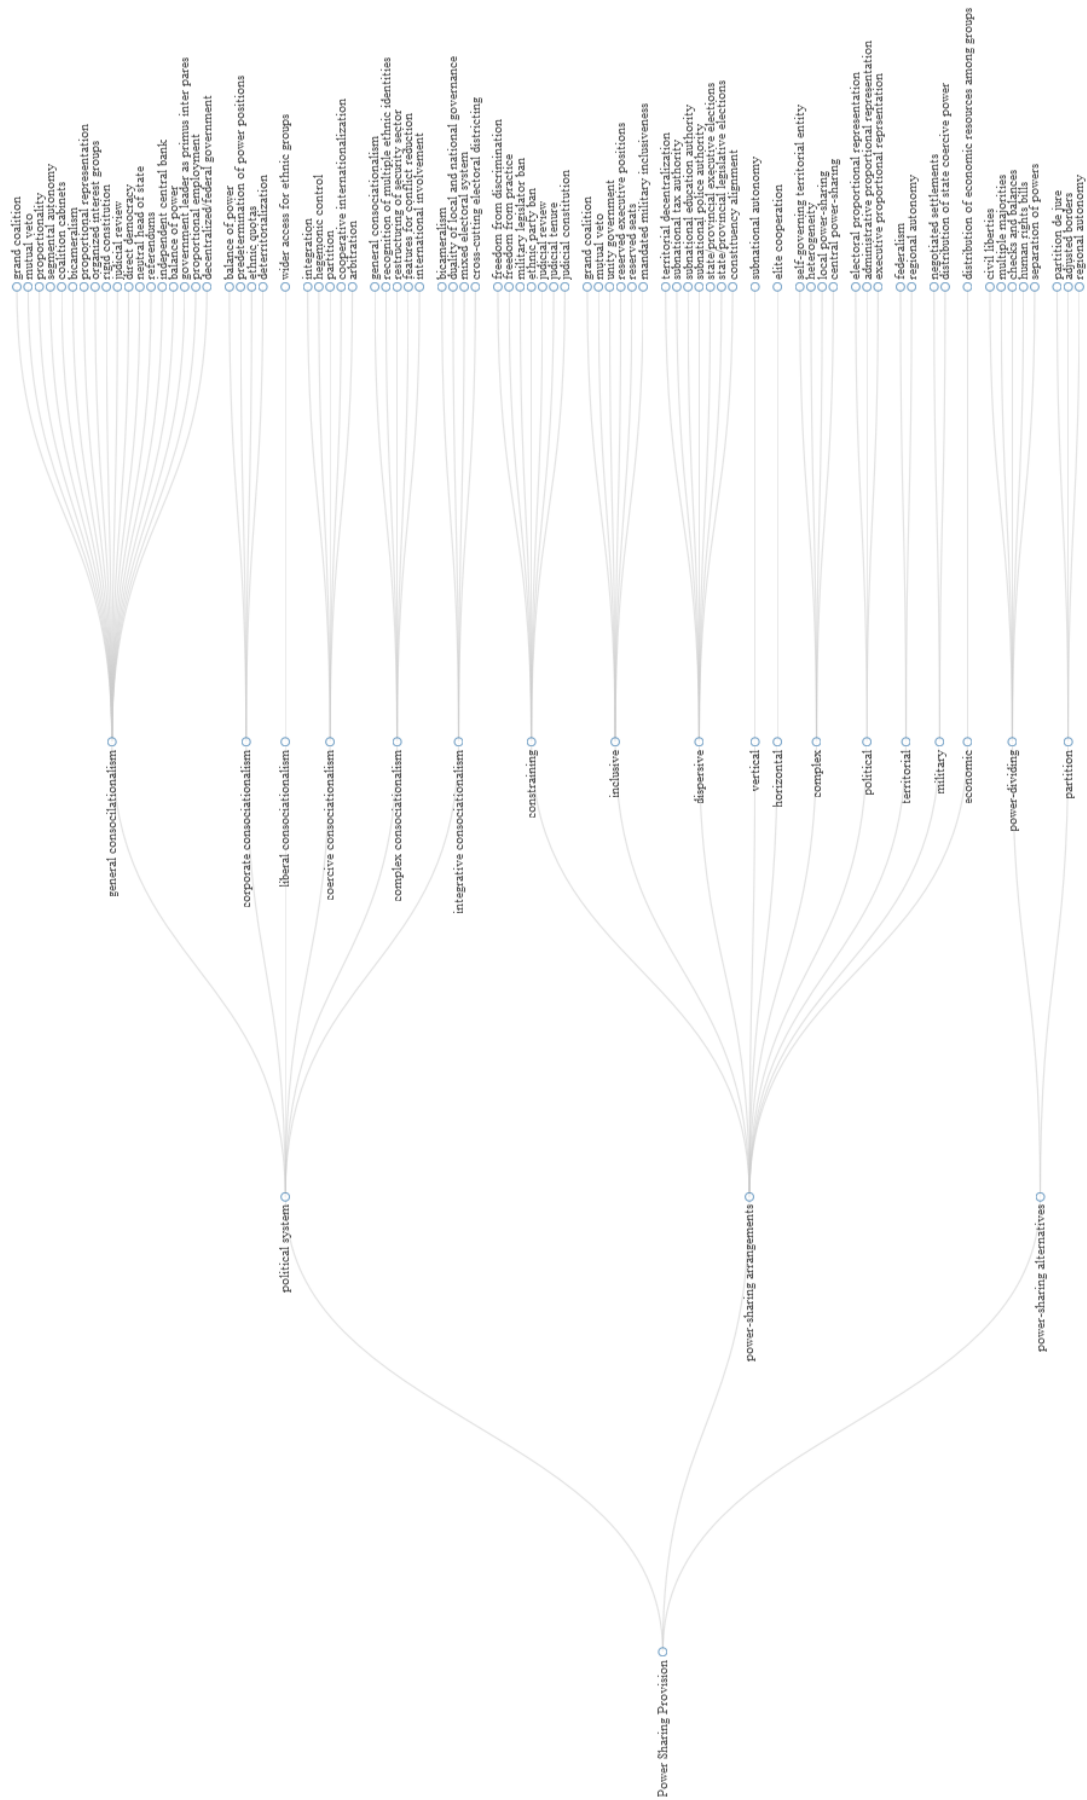 grand coalition
mutual veto
proportionality
segmental autonomy
coalition cabinets
bicameralism
proportional representation
organized interest groups
rigid constitution
judicial review
direct democracy
neutral head of state
referendums
independent central bank
balance of power
government leader as primus inter pares
proportional employment
decentralized/federal government
balance of power
predetermination of power positions
ethnic quotas
deterritorialization
wider access for ethnic groups
integration
hegemonic control
partition
cooperative internationalization
arbitration
general consociationalism
recognition of multiple ethnic identities
restructuring of security sector
features for conflict reduction
international involvement
bicameralism
duality of local and national governance
mixed electoral system
cross-cutting electoral districting
freedom from discrimination
freedom from practice
military legislator ban
ethnic party ban
judicial review
judicial tenure
judicial constitution
grand coalition
mutual veto
unity government
reserved executive positions
reserved seats
mandated military inclusiveness
territorial decentralization
subnational tax authority
subnational education authority
subnational police authority
state/provincial executive elections
state/provincial legislative elections
constituency alignment
subnational autonomy
elite cooperation
self-governing territorial entity
heterogeneity
local power-sharing
central power-sharing
electoral proportional representation
administrative proportional representation
executive proportional reprsentation
federalism
regional autonomy
negotiated settlements
distribution of state coercive power
distribution of economic resources among groups
civil liberties
multiple majorities
checks and balances
human rights bills
separation of powers
partition de jure
adjusted borders
regional autonomy
general consocilationalism
corporate consociationalism
liberal consociationalism
coercive consociationalism
complex consociationalism
integrative consociationalism
constraining
inclusive
dispersive
vertical
horizontal
complex
political
territorial
military
economic
power-dividing
partition
political system
power-sharing arrangements
power-sharing alternatives
Power Sharing Provision